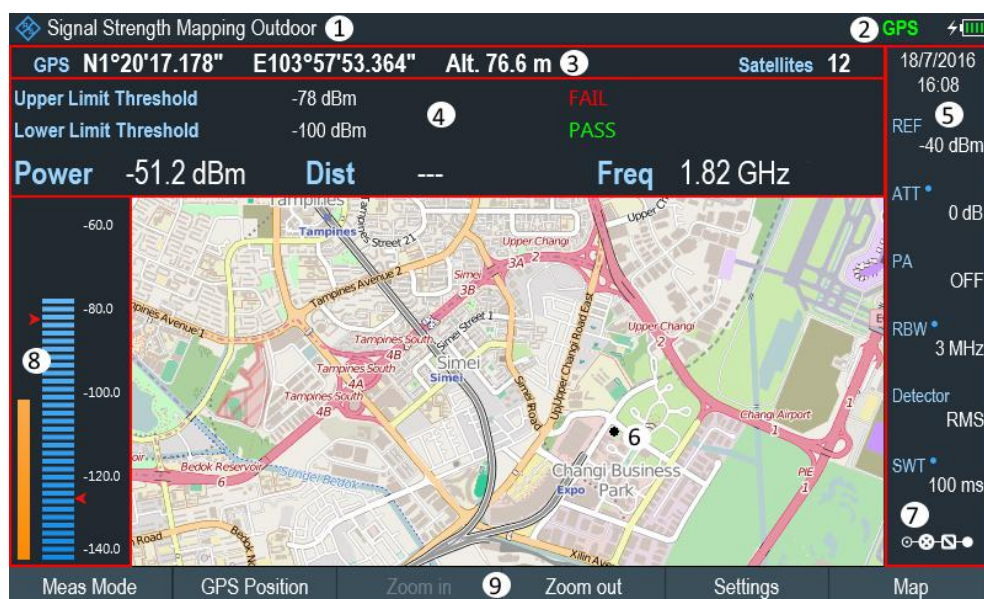 Signal Strength Mapping Outdoor 1 2 GPS
GPS N1°20'17.178" E103°57'53.364" Alt. 76.6 m 3 Satellites 12
18/7/2016
16:08
5
Upper Limit Threshold -78 dBm FAIL
4
Lower Limit Threshold -100 dBm PASS
Power -51.2 dBm Dist --- Freq 1.82 GHz
REF
-40 dBm
ATT
0 dB
PA
OFF
RBW
3 MHz
Detector
RMS
SWT
100 ms
7
-60.0
-80.0
8
-100.0
-120.0
-140.0
Tampines
Tampines
Street 21
Upper Changi
Tampines Avenue 2
Simei
3A
2
3B
Simei Street 1
Upper Changi
2
Tampines South
4B
Tampines South
4A
Tampines South
4B
Simei
Simei
Simei Road
Upper Changi Road East
Changi Airport
1
1
Bedok Reservoir
6
Sungei Bedok
6
Changi Business
Park
Expo
PIE
1
Road
9
Meas Mode GPS Position Zoom in Zoom out Settings Map